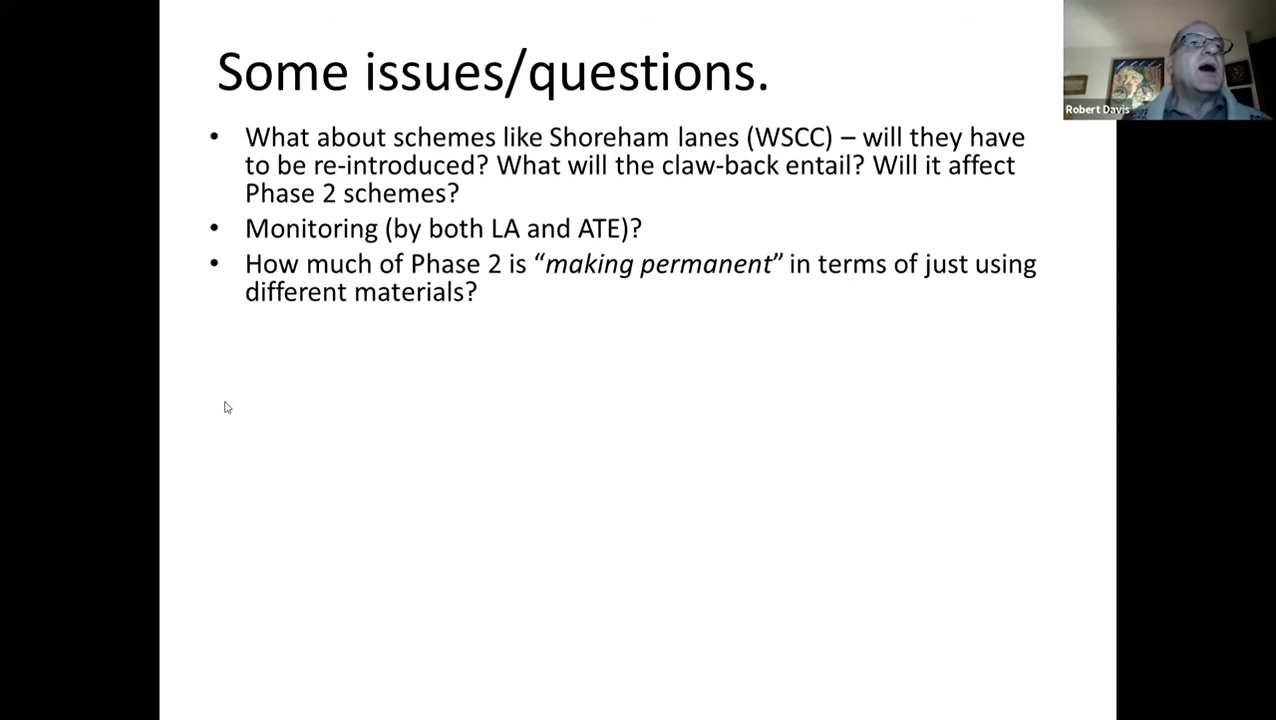 Some issues/questions.
• What about schemes like Shoreham lanes (WSCC) – will they have
to be re-introduced? What will the claw-back entail? Will it affect
Phase 2 schemes?
• Monitoring (by both LA and ATE)?
• How much of Phase 2 is “making permanent” in terms of just using
different materials?
Robert Davis